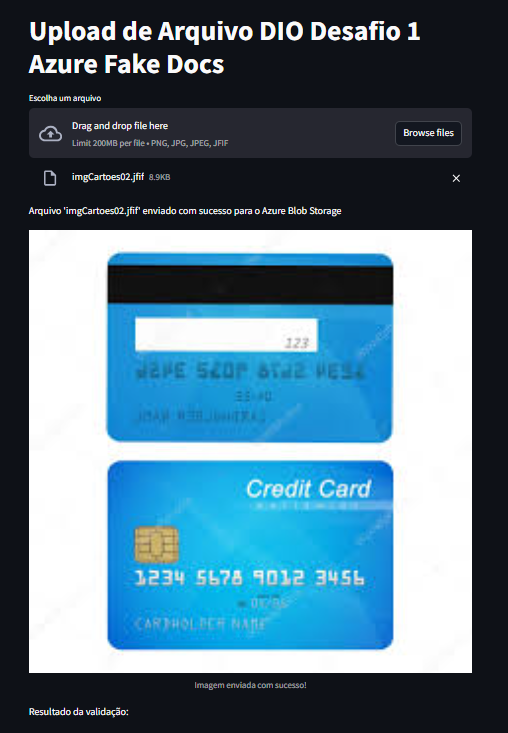 Upload de Arquivo DIO Desafio 1
Azure Fake Docs
Escolha um arquivo
Drag and drop file here
Limit 200MB per file • PNG, JPG, JPEG, JFIF
Browse files
imgCartoes02.jfif 8.9KB
Arquivo 'imgCartoes02.jfif' enviado com sucesso para o Azure Blob Storage
123
Credit Card
1234 5678 9012 3456
CARDHOLDER NAME
Imagem enviada com sucesso!
Resultado da validação: